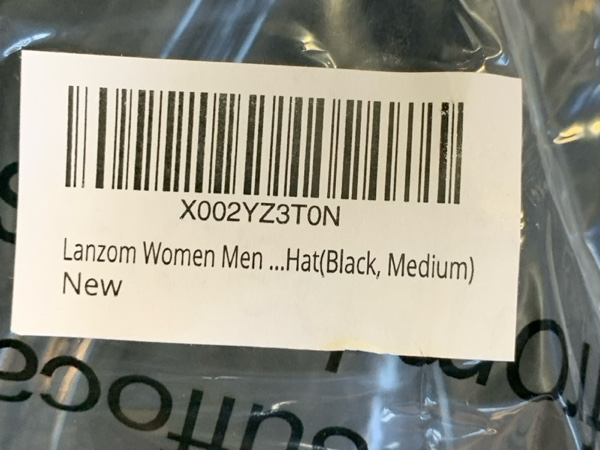 X002YZ3T0N
Lanzom Women Men ...Hat(Black, Medium)
New